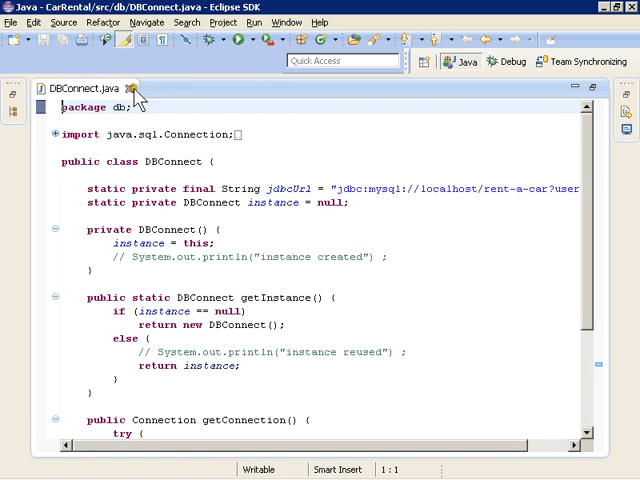 Java - CarRental/src/db/DBConnect.java - Eclipse SDK
File Edit Source Refactor Navigate Search Project Run Window Help
Quick Access
Java
Debug
Team Synchronizing
DBConnect.java
package db;
import java.sql.Connection;
public class DBConnect {
static private final String jdbcUrl = "jdbc:mysql://localhost/rent-a-car?user
static private DBConnect instance = null;
private DBConnect() {
instance = this;
// System.out.println("instance created") ;
}
public static DBConnect getInstance() {
if (instance == null)
return new DBConnect();
else {
// System.out.println("instance reused") ;
return instance;
}
}
public Connection getConnection() {
try {
Writable
Smart Insert
1 : 1